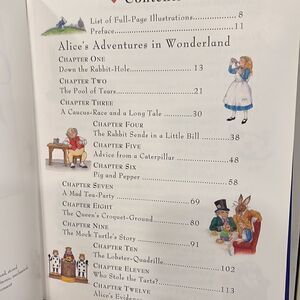 Contents
List of Full-Page Illustrations 8
Preface 11
Alice's Adventures in Wonderland
CHAPTER ONE
Down the Rabbit-Hole 13
CHAPTER TWO
The Pool of Tears 21
CHAPTER THREE
A Caucus-Race and a Long Tale 30
CHAPTER FOUR
The Rabbit Sends in a Little Bill 38
CHAPTER FIVE
Advice from a Caterpillar 48
CHAPTER SIX
Pig and Pepper 58
CHAPTER SEVEN
A Mad Tea-Party 69
CHAPTER EIGHT
The Queen's Croquet-Ground 80
CHAPTER NINE
The Mock Turtle's Story 91
CHAPTER TEN
The Lobster-Quadrille 102
CHAPTER ELEVEN
Who Stole the Tarts? 113
CHAPTER TWELVE
Alice's Evidence